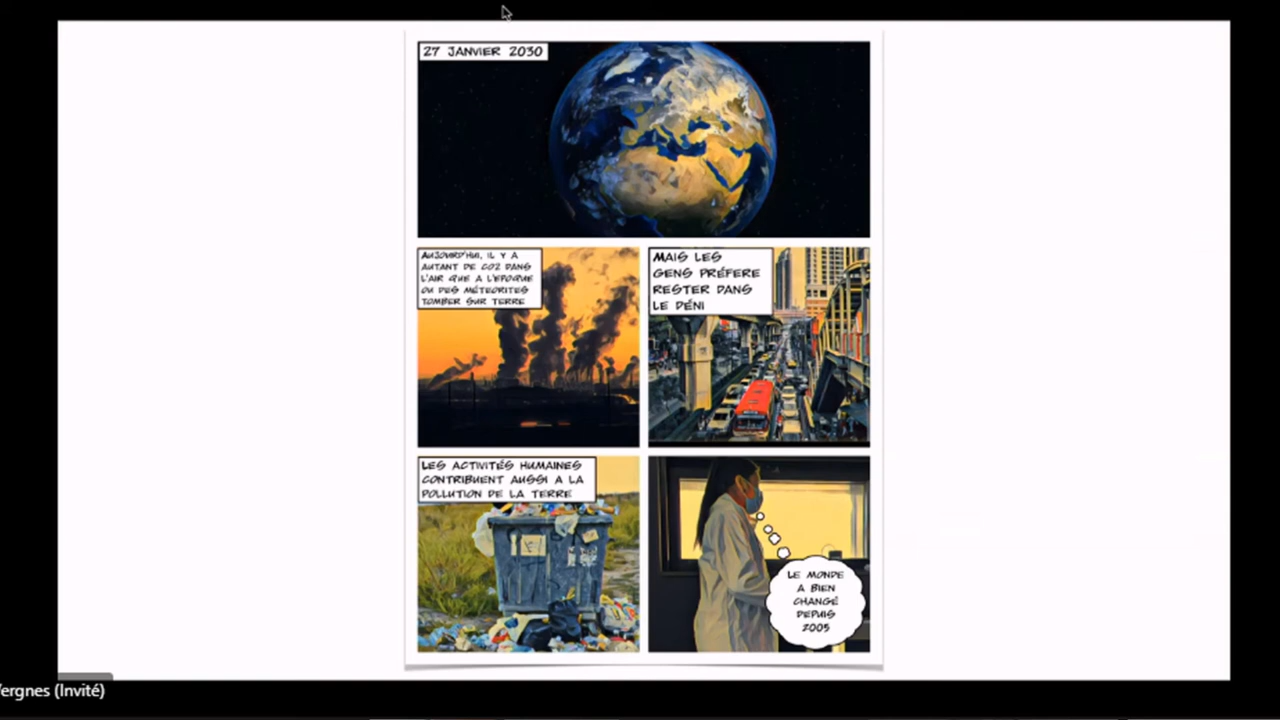 27 JANVIER 2030
AUJOURD'HUI, IL Y A
AUTANT DE CO2 DANS
L'AIR QUE A L'EPOQUE
OU DES MÉTEORITES
TOMBER SUR TERRE
MAIS LES
GENS PRÉFERE
RESTER DANS
LE DÉNI
LES ACTIVITÉS HUMAINES
CONTRIBUENT AUSSI A LA
POLLUTION DE LA TERRE
LE MONDE
A BIEN
CHANGÉ
DEPUIS
2005
Vergnes (Invité)